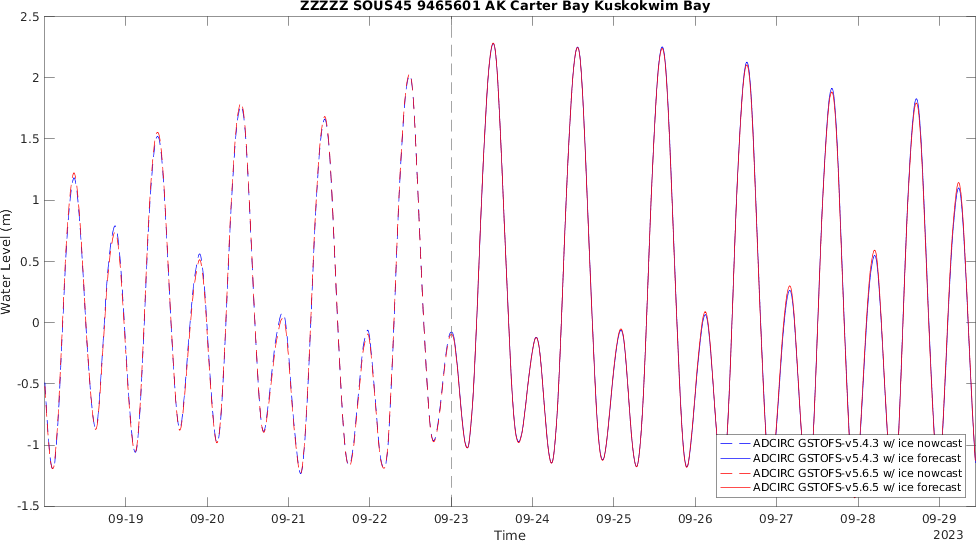 ZZZZZ SOUS45 9465601 AK Carter Bay Kuskokwim Bay
2.5
2
1.5
1
0.5
0
-0.5
-1
-1.5
Water Level (m)
ADCIRC GSTOFS-v5.4.3 w/ ice nowcast
ADCIRC GSTOFS-v5.4.3 w/ ice forecast
ADCIRC GSTOFS-v5.6.5 w/ ice nowcast
ADCIRC GSTOFS-v5.6.5 w/ ice forecast
09-19 09-20 09-21 09-22 09-23 09-24 09-25 09-26 09-27 09-28 09-29
Time
2023